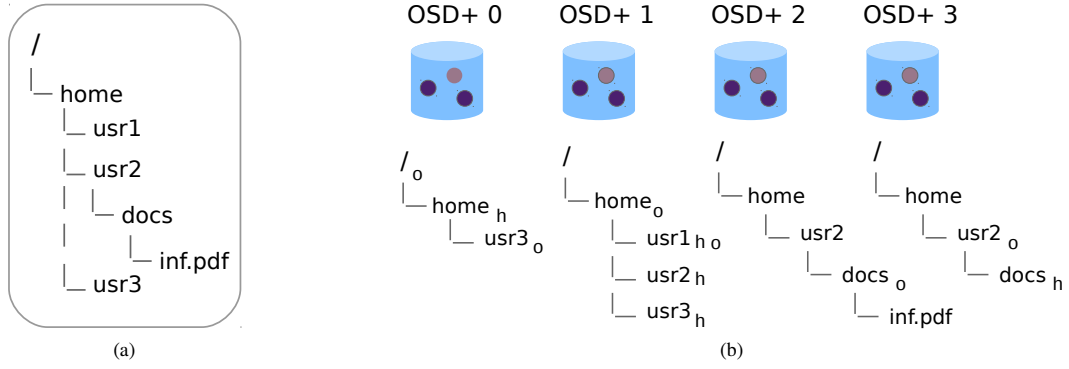 /
home
usr1
usr2
docs
inf.pdf
usr3
(a)
OSD+ 0 OSD+ 1 OSD+ 2 OSD+ 3
/o
home h
usr3 o
/
home o
usr1 h o
usr2 h
usr3 h
/
home
usr2
docs o
inf.pdf
/
home
usr2 o
docs h
(b)